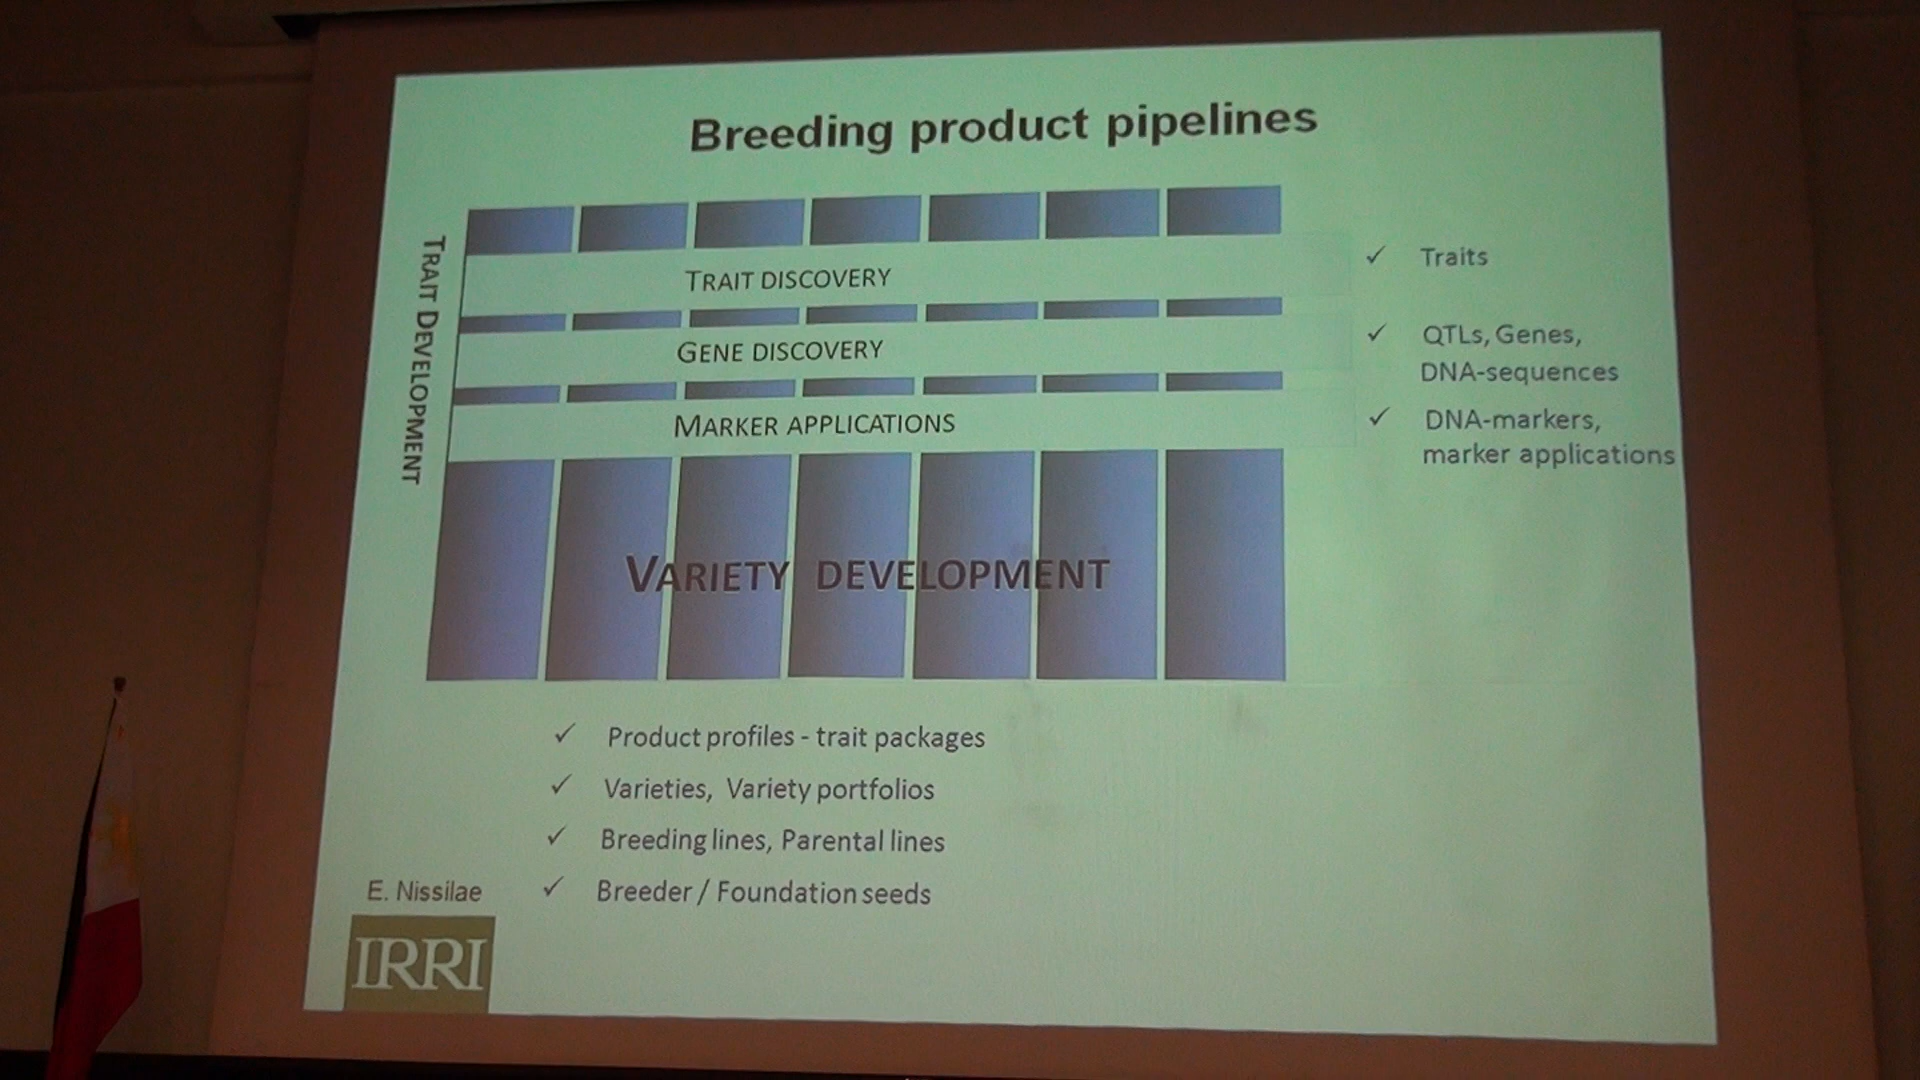 Breeding product pipelines
TRAIT DEVELOPMENT
TRAIT DISCOVERY
GENE DISCOVERY
MARKER APPLICATIONS
VARIETY DEVELOPMENT
✓ Traits
✓ QTLs, Genes,
DNA-sequences
✓ DNA-markers,
marker applications
✓ Product profiles - trait packages
✓ Varieties, Variety portfolios
✓ Breeding lines, Parental lines
✓ Breeder / Foundation seeds
E. Nissilae
IRRI